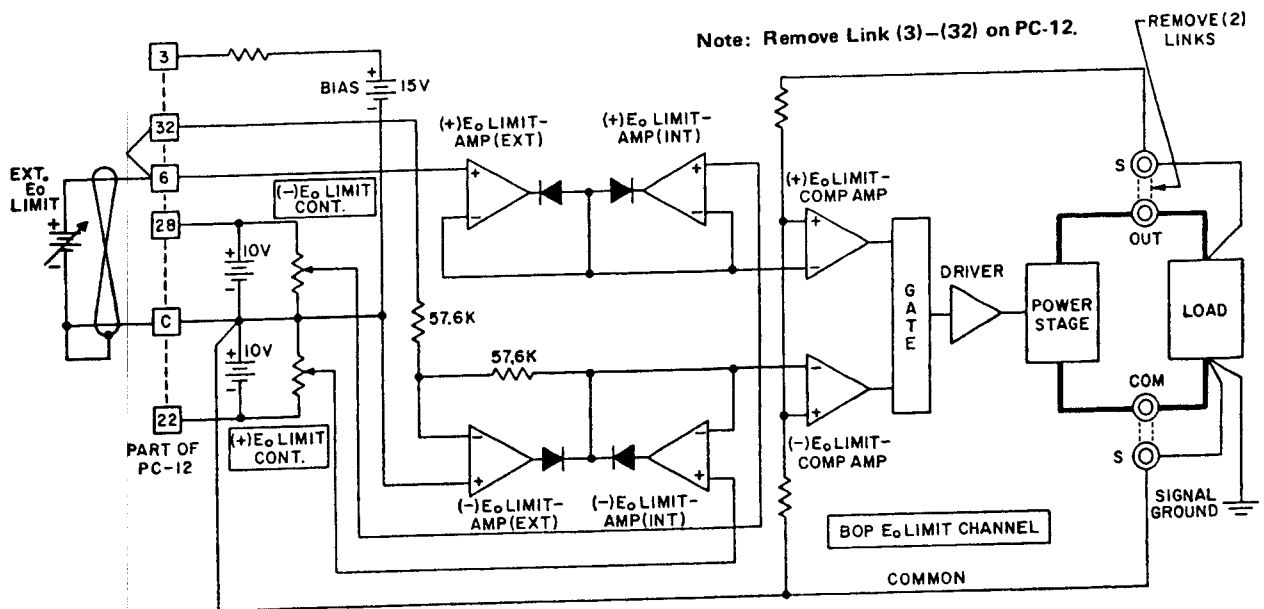 Note: Remove Link (3)–(32) on PC-12.
REMOVE (2)
LINKS
3
+
BIAS
15V
-
32
(+)E₀ LIMIT-
AMP(EXT)
(+)E₀ LIMIT-
AMP(INT)
6
EXT.
E₀
LIMIT
+
-
(-)E₀ LIMIT
CONT.
+
-
+
-
(+)E₀ LIMIT-
COMP AMP
+
-
S
OUT
28
+
10V
-
C
57.6K
GATE
DRIVER
POWER
STAGE
LOAD
+
10V
-
57.6K
22
(+)E₀ LIMIT
CONT.
PART OF
PC-12
-
+
-
+
-
+
(-)E₀ LIMIT-
COMP AMP
COM
S
(-)E₀ LIMIT-
AMP(EXT)
(-)E₀ LIMIT-
AMP(INT)
BOP E₀ LIMIT CHANNEL
SIGNAL
GROUND
COMMON